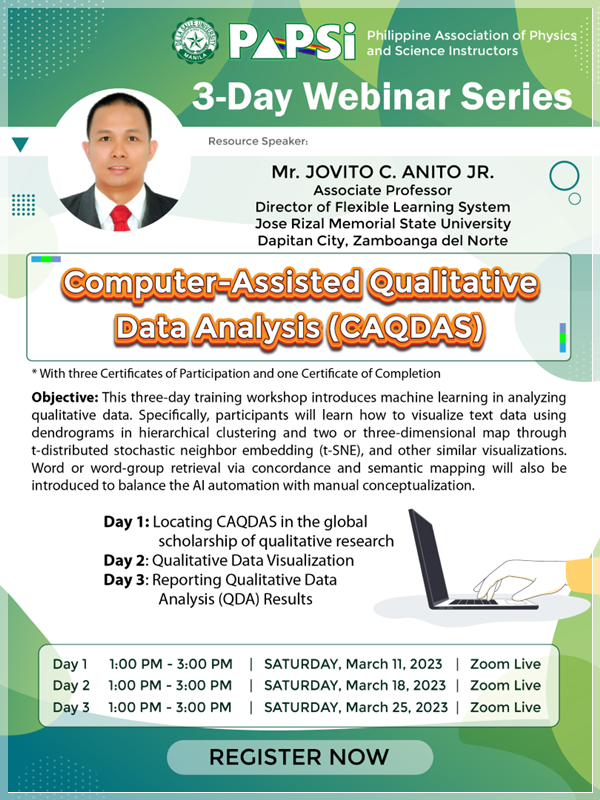 DE LA SALLE UNIVERSITY
MANILA
PAPSi
Philippine Association of Physics
and Science Instructors
3-Day Webinar Series
Resource Speaker:
Mr. JOVITO C. ANITO JR.
Associate Professor
Director of Flexible Learning System
Jose Rizal Memorial State University
Dapitan City, Zamboanga del Norte
Computer-Assisted Qualitative
Data Analysis (CAQDAS)
* With three Certificates of Participation and one Certificate of Completion
Objective: This three-day training workshop introduces machine learning in analyzing
qualitative data. Specifically, participants will learn how to visualize text data using
dendrograms in hierarchical clustering and two or three-dimensional map through
t-distributed stochastic neighbor embedding (t-SNE), and other similar visualizations.
Word or word-group retrieval via concordance and semantic mapping will also be
introduced to balance the AI automation with manual conceptualization.
Day 1: Locating CAQDAS in the global
scholarship of qualitative research
Day 2: Qualitative Data Visualization
Day 3: Reporting Qualitative Data
Analysis (QDA) Results
Day 1 1:00 PM - 3:00 PM | SATURDAY, March 11, 2023 | Zoom Live
Day 2 1:00 PM - 3:00 PM | SATURDAY, March 18, 2023 | Zoom Live
Day 3 1:00 PM - 3:00 PM | SATURDAY, March 25, 2023 | Zoom Live
REGISTER NOW